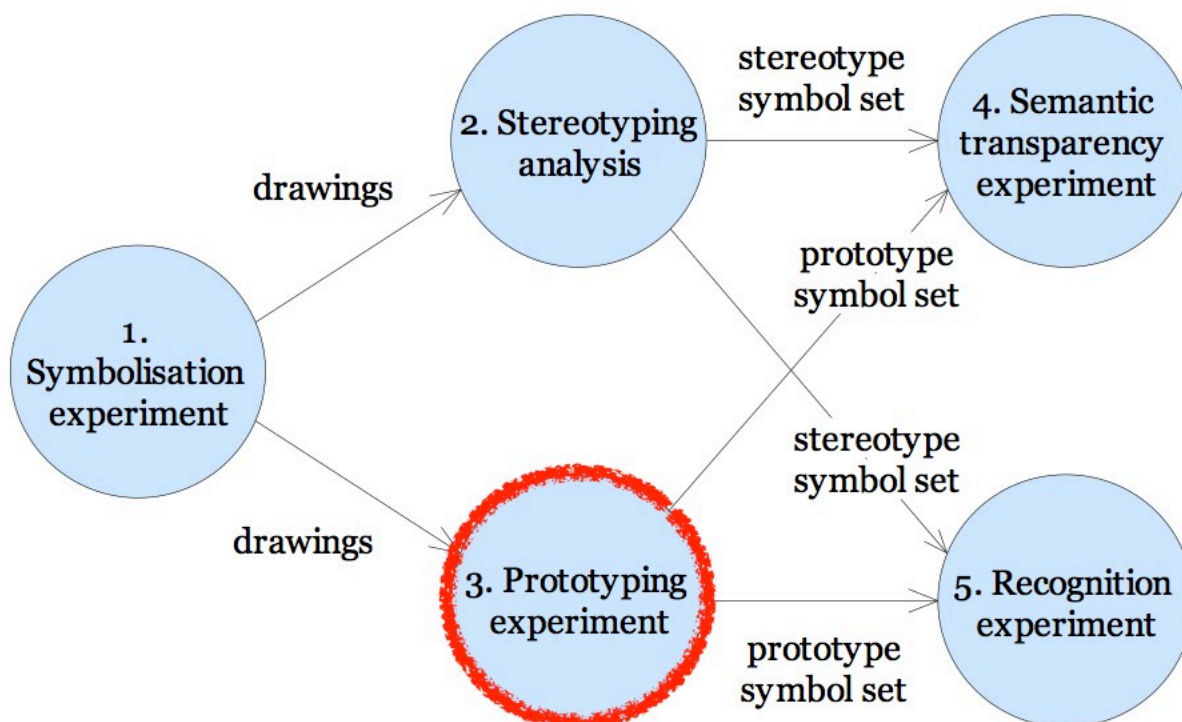 1.
Symbolisation
experiment
drawings
drawings
2. Stereotyping
analysis
3. Prototyping
experiment
stereotype
symbol set
prototype
symbol set
stereotype
symbol set
prototype
symbol set
4. Semantic
transparency
experiment
5. Recognition
experiment